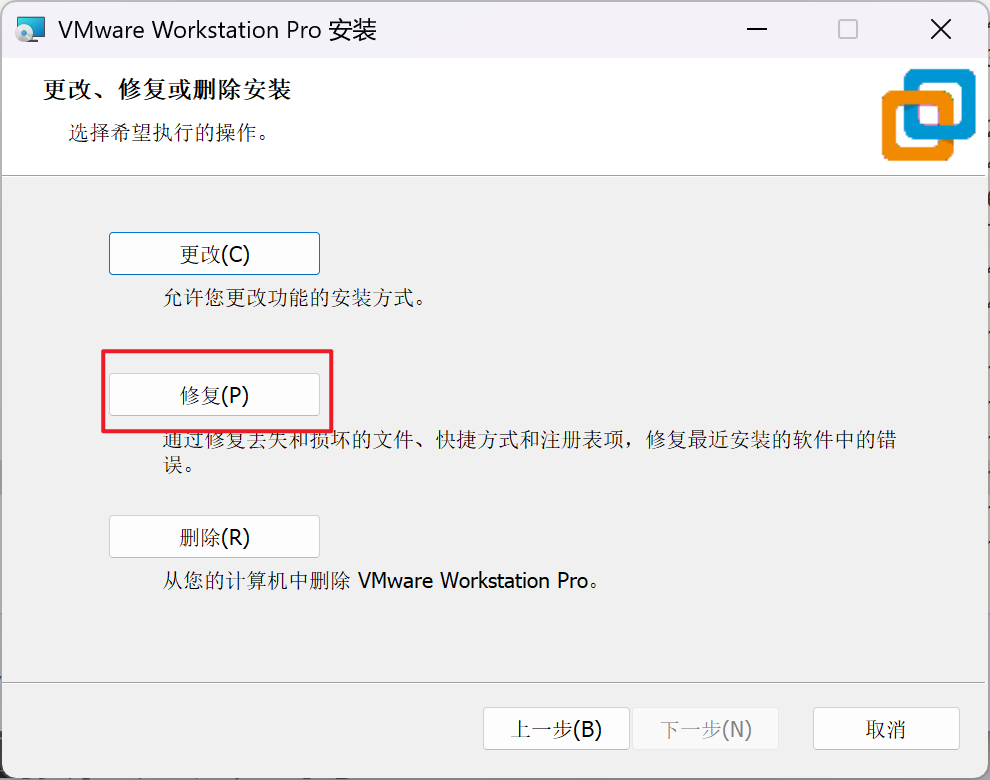 VMware Workstation Pro 安装
更改、修复或删除安装
选择希望执行的操作。
更改(C)
允许您更改功能的安装方式。
修复(P)
通过修复丢失和损坏的文件、快捷方式和注册表项，修复最近安装的软件中的错
误。
删除(R)
从您的计算机中删除 VMware Workstation Pro。
上一步(B) 下一步(N) 取消